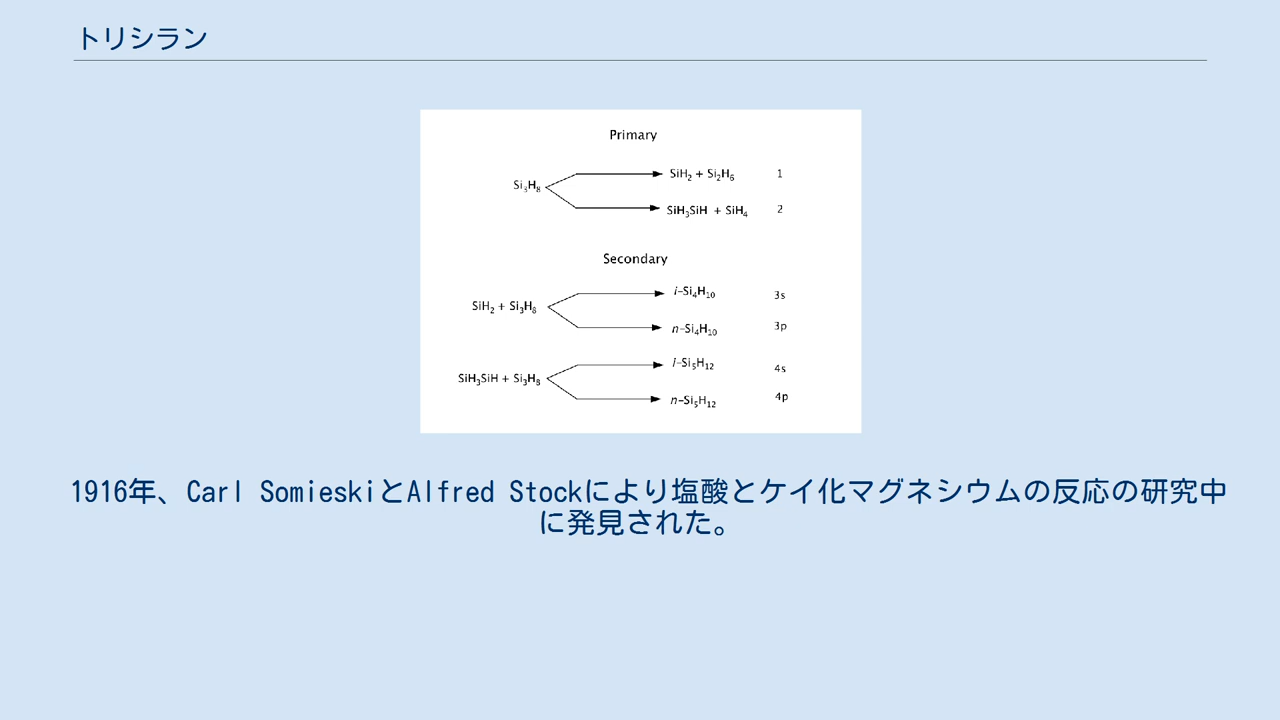 トリシラン
Primary
Si₃H₈
SiH₂ + Si₂H₆ 1
SiH₃SiH + SiH₄ 2
Secondary
SiH₂ + Si₃H₈
i-Si₄H₁₀ 3s
n-Si₄H₁₀ 3p
SiH₃SiH + Si₃H₈
i-Si₅H₁₂ 4s
n-Si₅H₁₂ 4p
1916年、Carl SomieskiとAlfred Stockにより塩酸とケイ化マグネシウムの反応の研究中
に発見された。